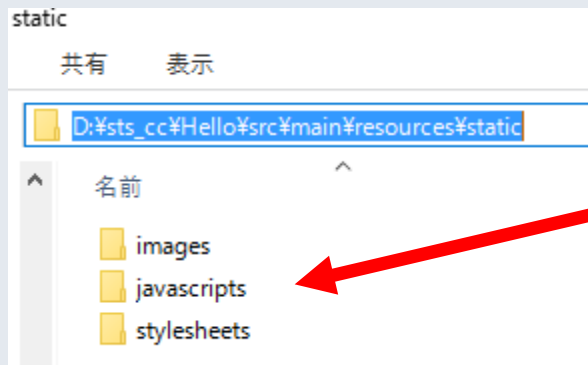 static
共有 表示
D:¥sts_cc¥Hello¥src¥main¥resources¥static
名前
images
javascripts
stylesheets